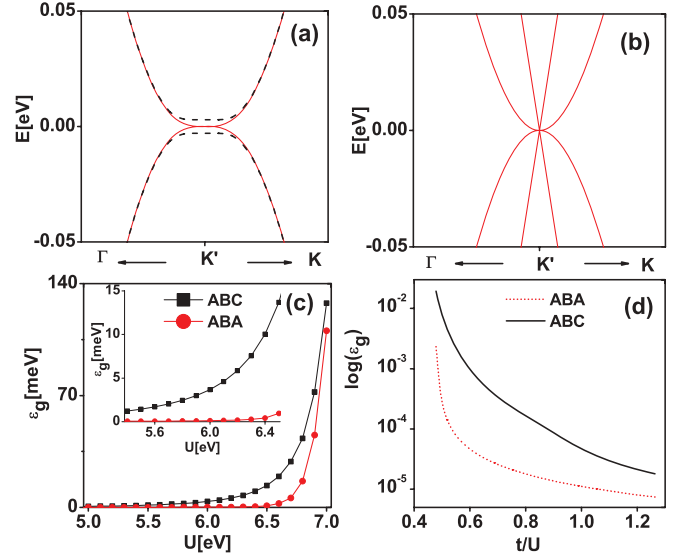 0.05
(a)
E[eV]
0.00
-0.05
Γ
K'
K
0.05
(b)
E[eV]
0.00
-0.05
Γ
K'
K
140
(c)
εg[meV]
70
0
5.0 5.5 6.0 6.5 7.0
U[eV]
15
ABC
ABA
εg[meV]
10
5
0
5.6 6.0 6.4
U[eV]
(d)
ABA
ABC
log(εg)
10-2
10-3
10-4
10-5
0.4 0.6 0.8 1.0 1.2
t/U